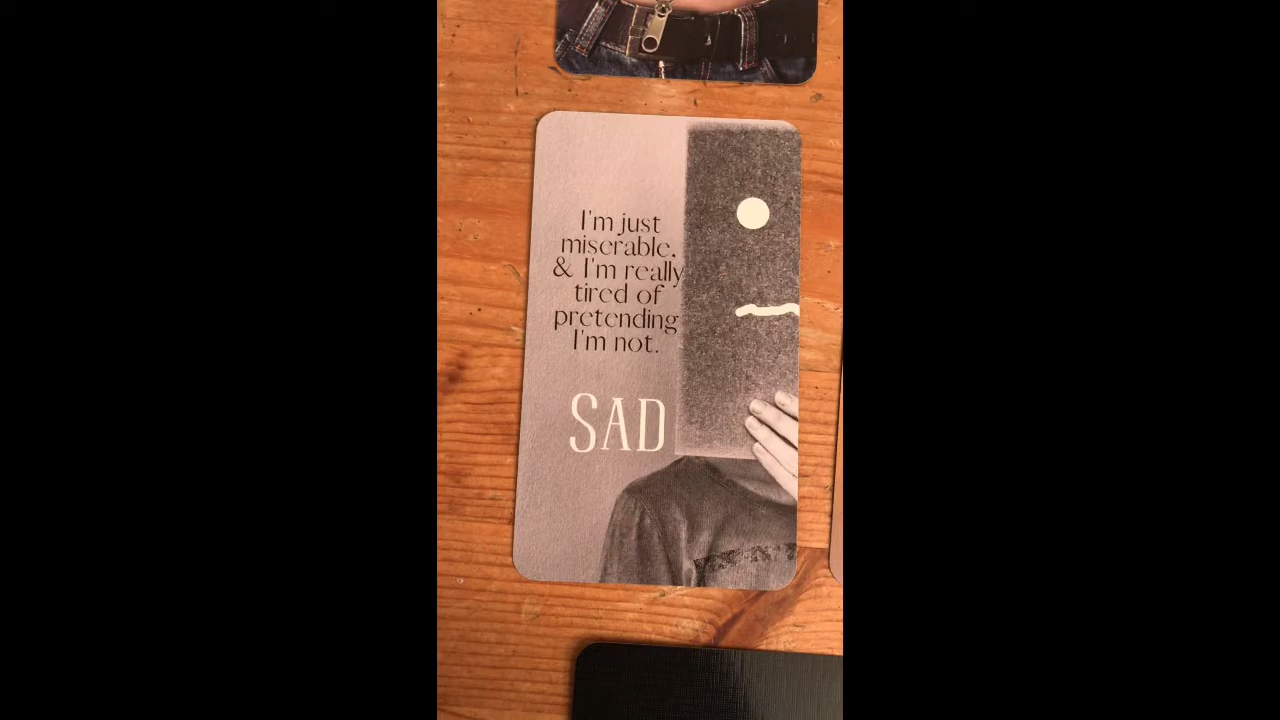 I'm just
miserable,
& I'm really
tired of
pretending
I'm not.
SAD